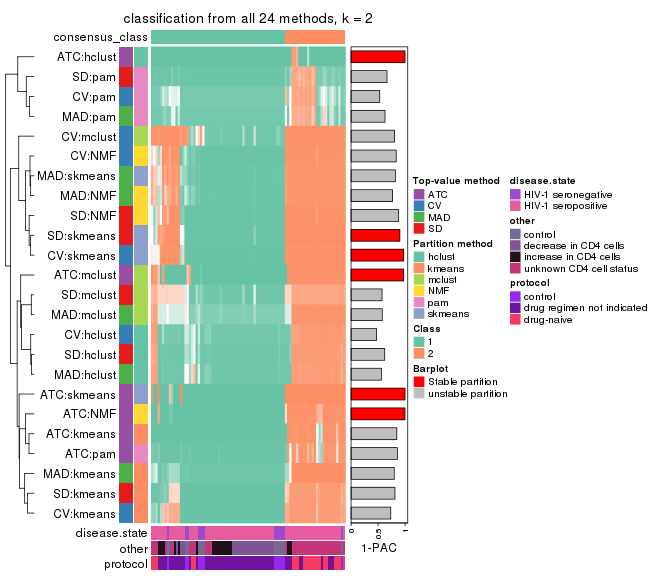 classification from all 24 methods, k = 2
consensus_class
ATC:hclust
SD:pam
CV:pam
MAD:pam
CV:mclust
CV:NMF
MAD:skmeans
MAD:NMF
SD:NMF
SD:skmeans
CV:skmeans
ATC:mclust
SD:mclust
MAD:mclust
CV:hclust
SD:hclust
MAD:hclust
ATC:skmeans
ATC:NMF
ATC:kmeans
ATC:pam
MAD:kmeans
SD:kmeans
CV:kmeans
disease.state
other
protocol
0
0.5
1
1-PAC
Top-value method
ATC
CV
MAD
SD
Partition method
hclust
kmeans
mclust
NMF
pam
skmeans
Class
1
2
Barplot
Stable partition
unstable partition
disease.state
HIV-1 seronegative
HIV-1 seropositive
other
control
decrease in CD4 cells
increase in CD4 cells
unknown CD4 cell status
protocol
control
drug regimen not indicated
drug-naive